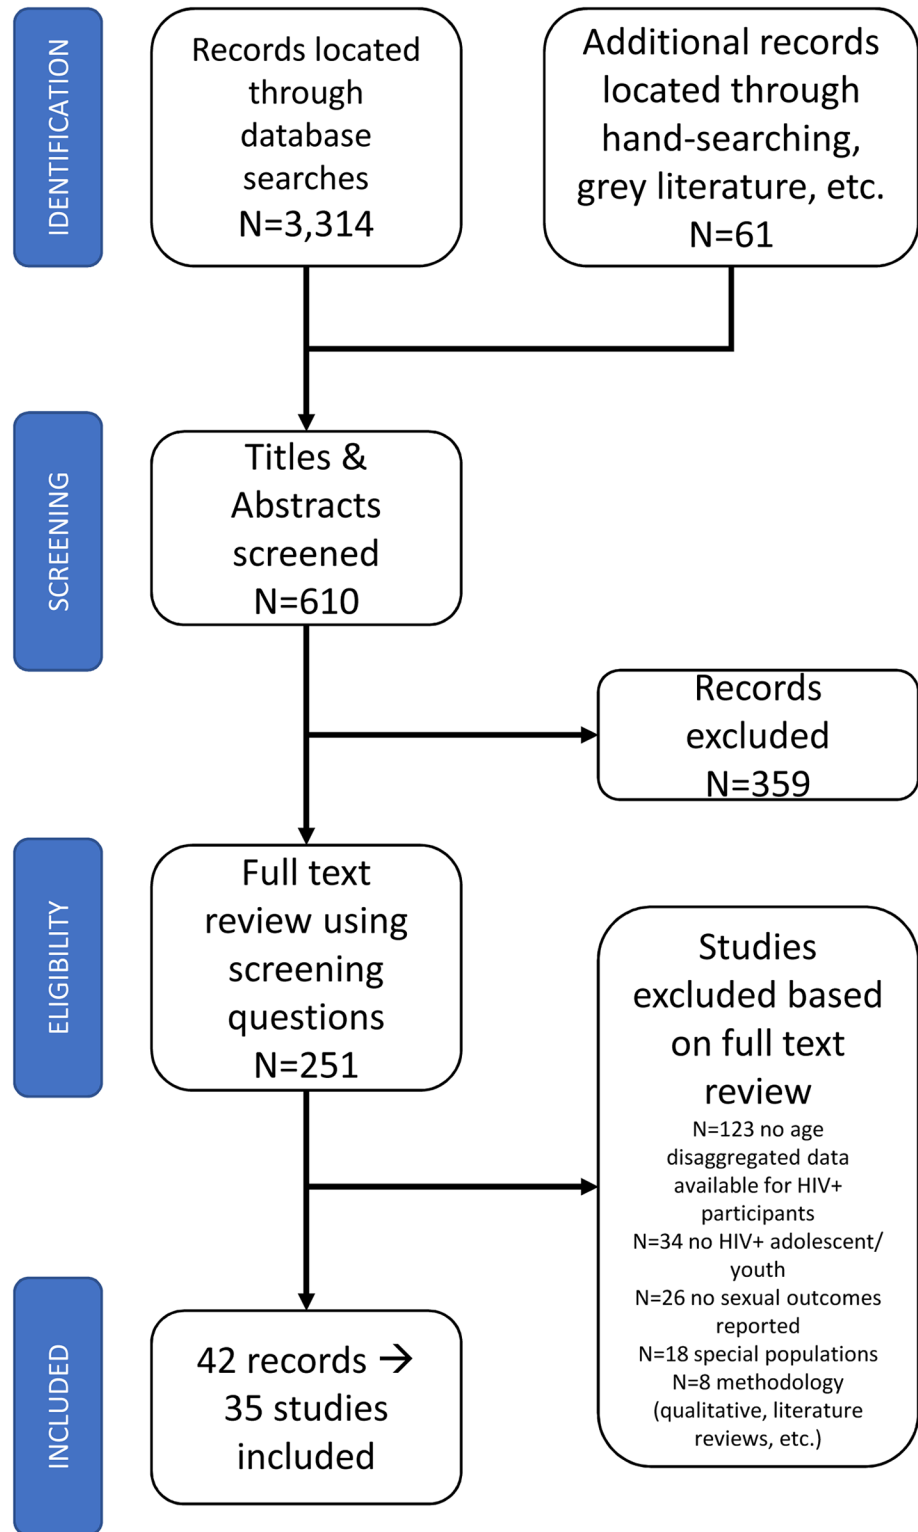 IDENTIFICATION
Records located
through
database
searches
N=3,314
Additional records
located through
hand-searching,
grey literature, etc.
N=61
SCREENING
Titles &
Abstracts
screened
N=610
Records
excluded
N=359
ELIGIBILITY
Full text
review using
screening
questions
N=251
Studies
excluded based
on full text
review
N=123 no age
disaggregated data
available for HIV+
participants
N=34 no HIV+ adolescent/
youth
N=26 no sexual outcomes
reported
N=18 special populations
N=8 methodology
(qualitative, literature
reviews, etc.)
INCLUDED
42 records →
35 studies
included